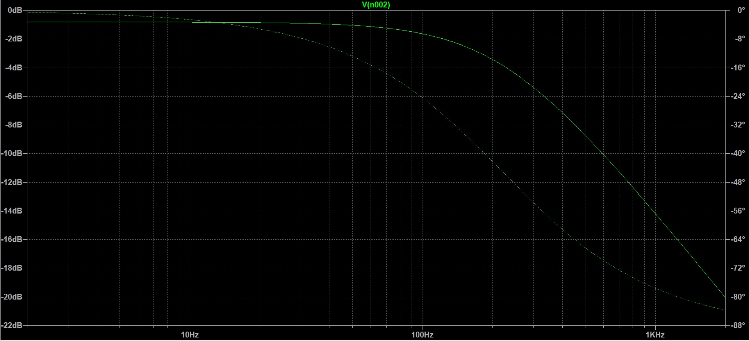 V(n002)
0dB 0°
-2dB -8°
-4dB -16°
-6dB -24°
-8dB -32°
-10dB -40°
-12dB -48°
-14dB -56°
-16dB -64°
-18dB -72°
-20dB -80°
-22dB -88°
10Hz 100Hz 1KHz